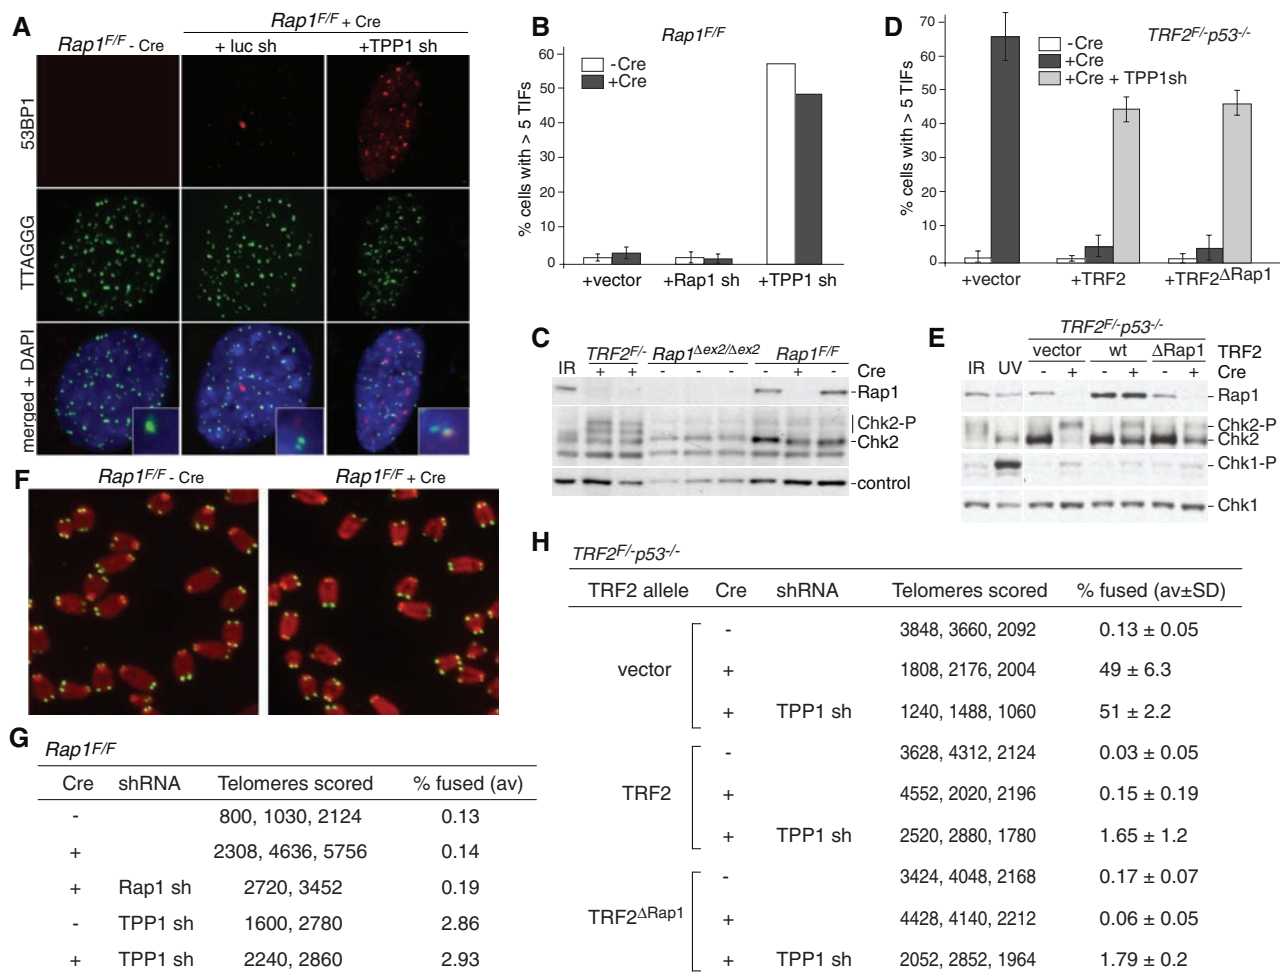 A
Rap1F/F - Cre
Rap1F/F + Cre
+ luc sh
+TPP1 sh
53BP1
TTAGGG
merged + DAPI
B
Rap1F/F
-Cre
+Cre
% cells with > 5 TIFs
60
50
40
30
20
10
0
+vector
+Rap1 sh
+TPP1 sh
C
IR
TRF2F/-
Rap1Δex2/Δex2
Rap1F/F
+ + - - - - + - Cre
-Rap1
Chk2-P
-Chk2
-control
D
TRF2F/-p53-/-
-Cre
+Cre
+Cre + TPP1sh
% cells with > 5 TIFs
70
60
50
40
30
20
10
0
+vector
+TRF2
+TRF2ΔRap1
E
TRF2F/-p53-/-
IR UV vector wt ΔRap1 TRF2
- + - + - + Cre
- Rap1
- Chk2-P
- Chk2
- Chk1-P
- Chk1
F
Rap1F/F - Cre
Rap1F/F + Cre
G
Rap1F/F
Cre shRNA Telomeres scored % fused (av)
- 800, 1030, 2124 0.13
+ 2308, 4636, 5756 0.14
+ Rap1 sh 2720, 3452 0.19
- TPP1 sh 1600, 2780 2.86
+ TPP1 sh 2240, 2860 2.93
H
TRF2F/-p53-/-
TRF2 allele Cre shRNA Telomeres scored % fused (av±SD)
- 3848, 3660, 2092 0.13 ± 0.05
vector + 1808, 2176, 2004 49 ± 6.3
+ TPP1 sh 1240, 1488, 1060 51 ± 2.2
- 3628, 4312, 2124 0.03 ± 0.05
TRF2 + 4552, 2020, 2196 0.15 ± 0.19
+ TPP1 sh 2520, 2880, 1780 1.65 ± 1.2
- 3424, 4048, 2168 0.17 ± 0.07
TRF2ΔRap1 + 4428, 4140, 2212 0.06 ± 0.05
+ TPP1 sh 2052, 2852, 1964 1.79 ± 0.2